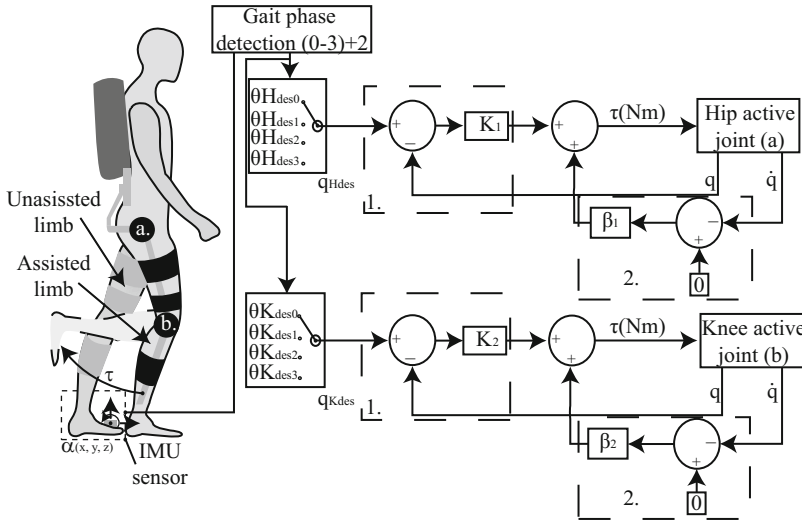 Gait phase
detection (0-3)+2
θHdes0
θHdes1
θHdes2
θHdes3
qHdes
1.
+
−
K1
+
+
τ(Nm)
Hip active
joint (a)
q
q̇
β1
−
+
0
2.
Unasissted
limb
a.
Assisted
limb
b.
τ
α(x, y, z)
IMU
sensor
θKdes0
θKdes1
θKdes2
θKdes3
qKdes
1.
+
−
K2
+
+
τ(Nm)
Knee active
joint (b)
q
q̇
β2
−
+
0
2.